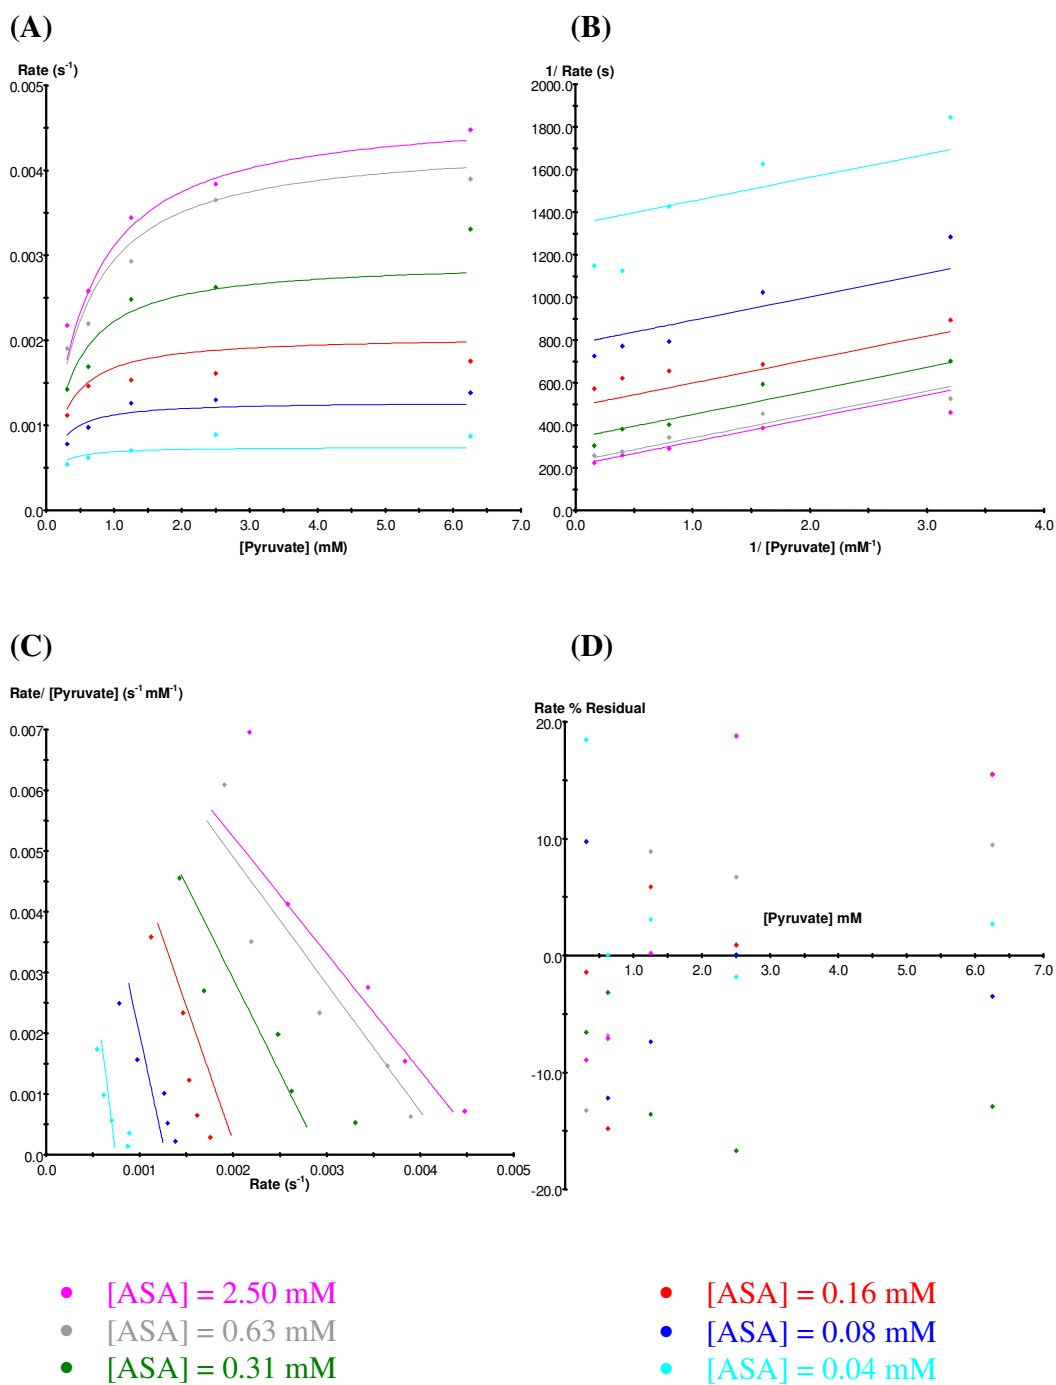 (A)
Rate (s-1)
0.005
0.004
0.003
0.002
0.001
0.0
0.0 1.0 2.0 3.0 4.0 5.0 6.0 7.0
[Pyruvate] (mM)
(B)
1/ Rate (s)
2000.0
1800.0
1600.0
1400.0
1200.0
1000.0
800.0
600.0
400.0
200.0
0.0
0.0 1.0 2.0 3.0 4.0
1/ [Pyruvate] (mM-1)
(C)
Rate/ [Pyruvate] (s-1 mM-1)
0.007
0.006
0.005
0.004
0.003
0.002
0.001
0.0
0.0 0.001 0.002 0.003 0.004 0.005
Rate (s-1)
(D)
Rate % Residual
20.0
10.0
[Pyruvate] mM
0.0
1.0 2.0 3.0 4.0 5.0 6.0 7.0
-10.0
-20.0
[ASA] = 2.50 mM
[ASA] = 0.63 mM
[ASA] = 0.31 mM
[ASA] = 0.16 mM
[ASA] = 0.08 mM
[ASA] = 0.04 mM